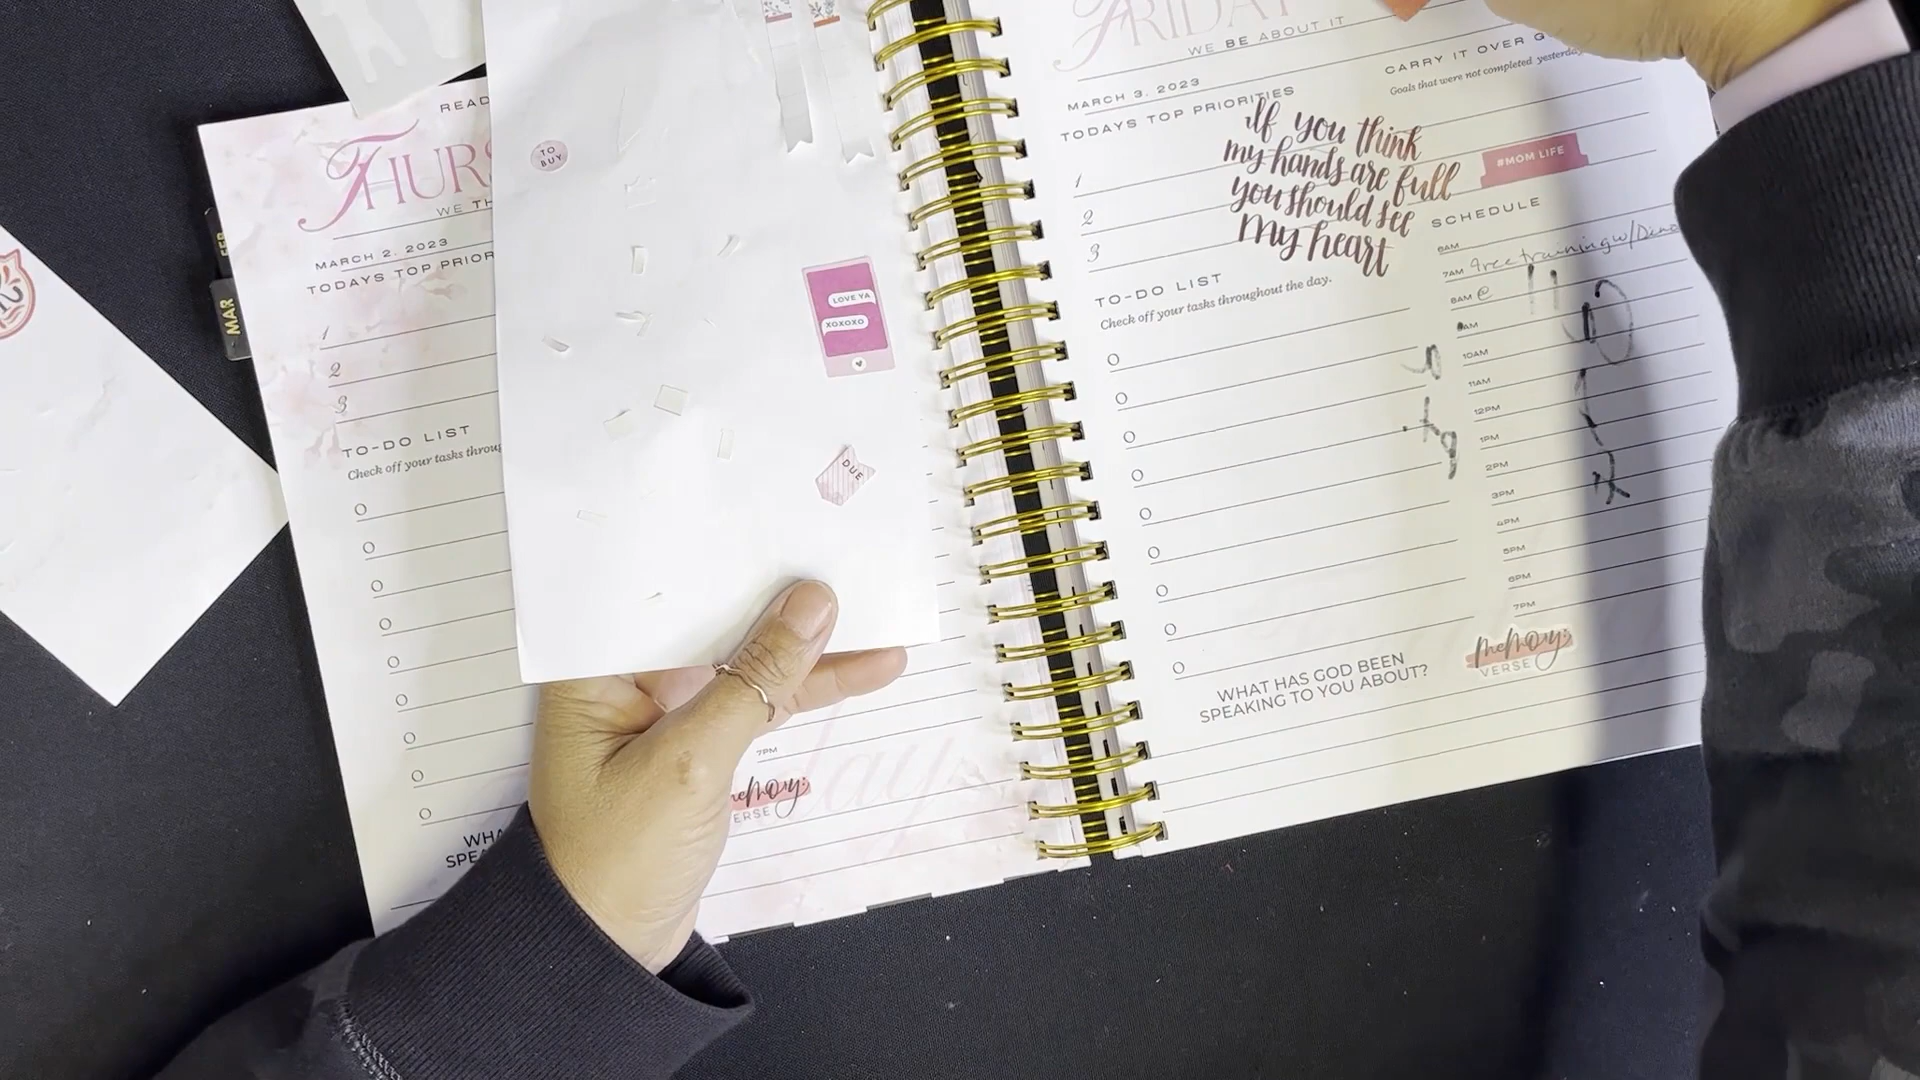 READ
THURS
WE TH
MARCH 2. 2023
TODAYS TOP PRIOR
1
2
3
TO-DO LIST
Check off your tasks throug
7PM
memory:
VERSE
WHA
SPEA
MAR
TO
BUY
LOVE YA
XOXOXO
DUE
FRIDAY
WE BE ABOUT IT
MARCH 3. 2023
TODAYS TOP PRIORITIES
1
2
3
If you think
my hands are full
you should see
my heart
CARRY IT OVER
Goals that were not completed yesterday
#MOM LIFE
TO-DO LIST
Check off your tasks throughout the day.
SCHEDULE
6AM
7AM free training w/
8AM @
9AM
10AM
11AM
12PM
1PM
2PM
3PM
4PM
5PM
6PM
7PM
WHAT HAS GOD BEEN
SPEAKING TO YOU ABOUT?
memory:
VERSE